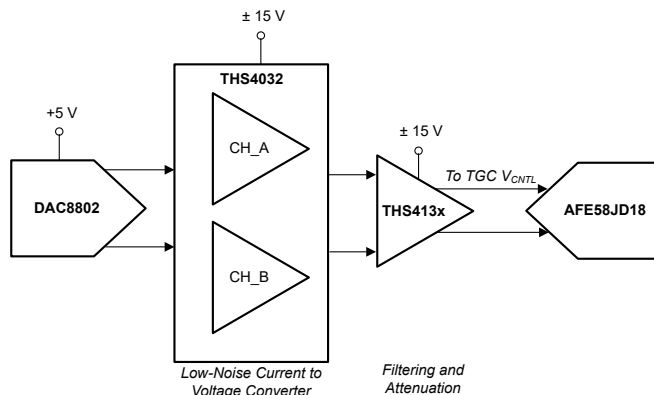 ± 15 V
THS4032
+5 V
CH_A
± 15 V
To TGC VCNTL
DAC8802
THS413x
AFE58JD18
CH_B
Low-Noise Current to
Voltage Converter
Filtering and
Attenuation